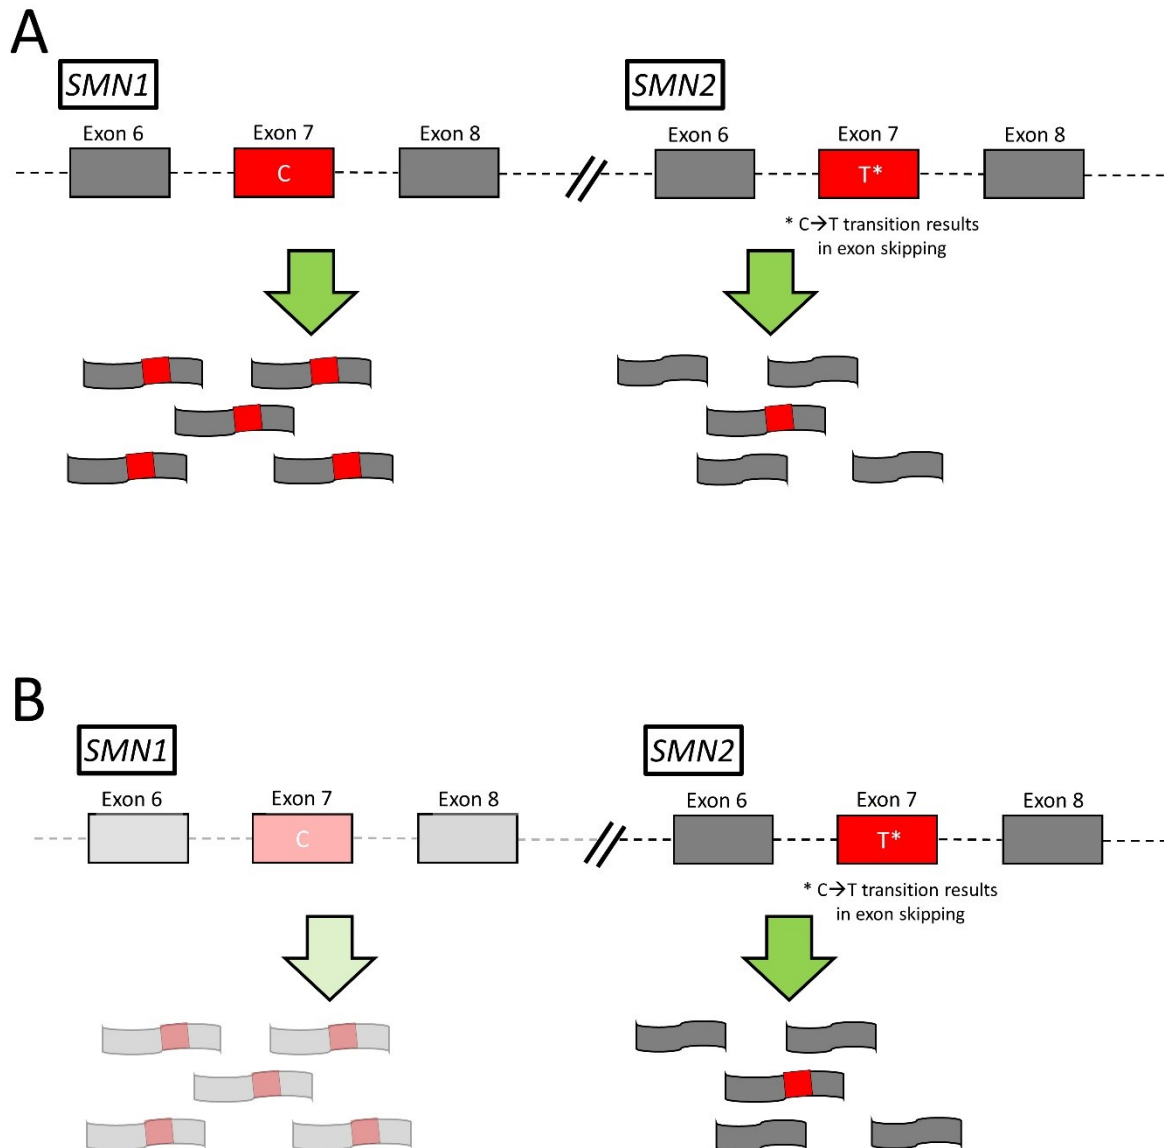 A
SMN1
SMN2
Exon 6 Exon 7 Exon 8 Exon 6 Exon 7 Exon 8
C T*
* C→T transition results
in exon skipping
B
SMN1
SMN2
Exon 6 Exon 7 Exon 8 Exon 6 Exon 7 Exon 8
C T*
* C→T transition results
in exon skipping